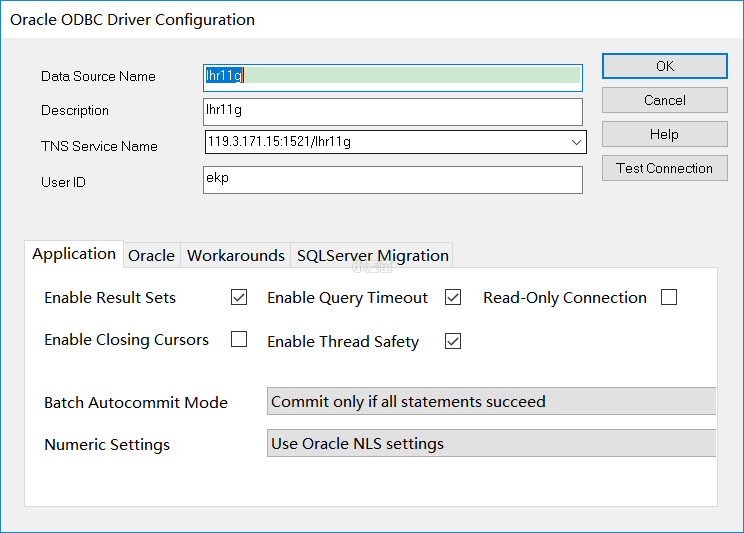 Oracle ODBC Driver Configuration
Data Source Name lhr11g OK
Description lhr11g Cancel
TNS Service Name 119.3.171.15:1521/lhr11g Help
User ID ekp Test Connection
Application Oracle Workarounds SQLServer Migration
Enable Result Sets Enable Query Timeout Read-Only Connection
Enable Closing Cursors Enable Thread Safety
Batch Autocommit Mode Commit only if all statements succeed
Numeric Settings Use Oracle NLS settings